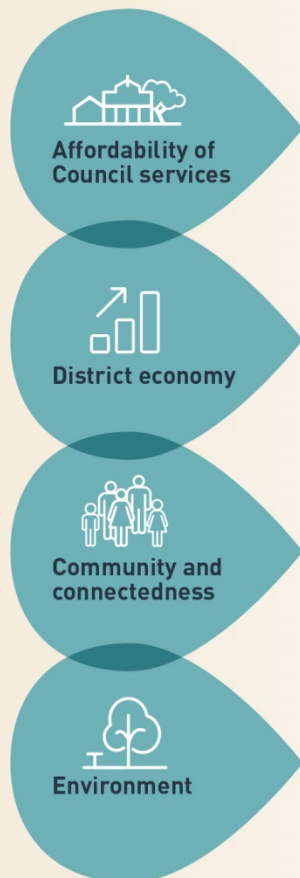 Affordability of
Council services
District economy
Community and
connectedness
Environment